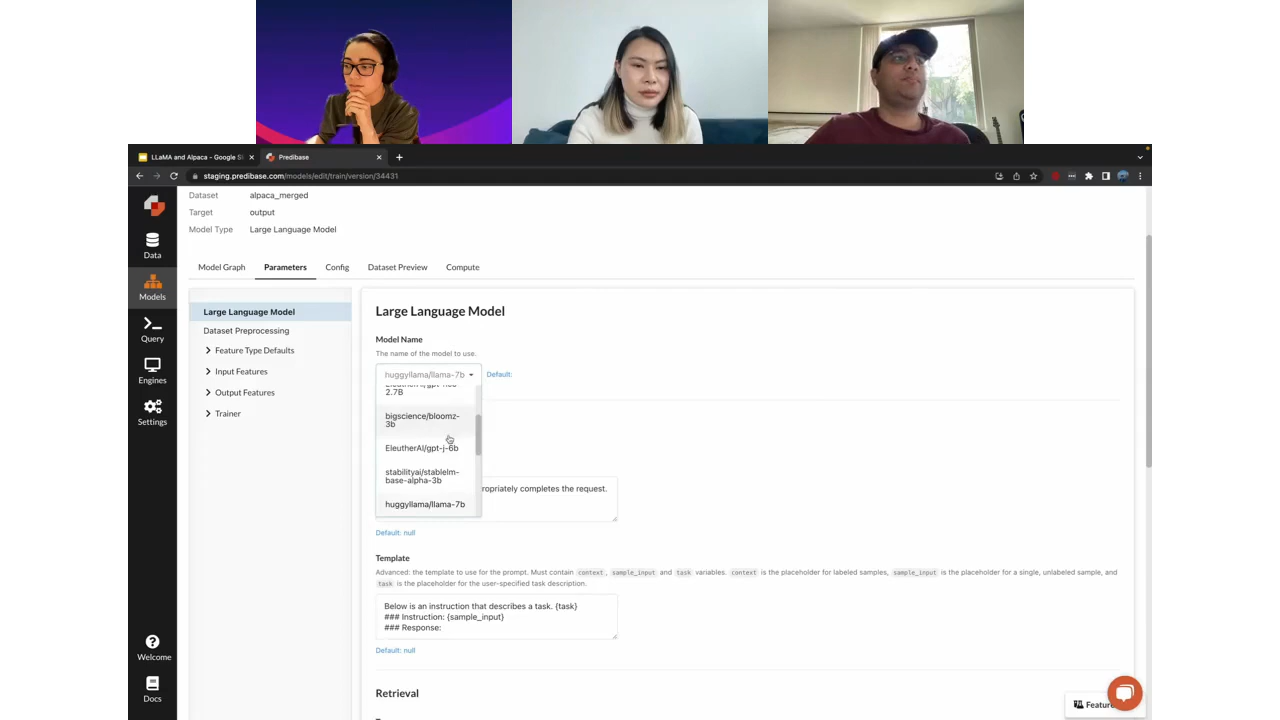 LLaMA and Alpaca - Google Sl
Predibase
staging.predibase.com/models/edit/train/version/34431
Dataset
alpaca_merged
Target
output
Model Type
Large Language Model
Data
Models
Query
Engines
Settings
Welcome
Docs
Model Graph
Parameters
Config
Dataset Preview
Compute
Large Language Model
Dataset Preprocessing
Feature Type Defaults
Input Features
Output Features
Trainer
Large Language Model
Model Name
The name of the model to use.
huggyllama/llama-7b
Default:
2.7B
bigscience/bloomz-
3b
EleutherAI/gpt-j-6b
stabilityai/stablelm-
base-alpha-3b
huggyllama/llama-7b
ropriately completes the request.
Default: null
Template
Advanced: the template to use for the prompt. Must contain context, sample_input and task variables. context is the placeholder for labeled samples, sample_input is the placeholder for a single, unlabeled sample, and
task is the placeholder for the user-specified task description.
Below is an instruction that describes a task. {task}
### Instruction: {sample_input}
### Response:
Default: null
Retrieval
Feature